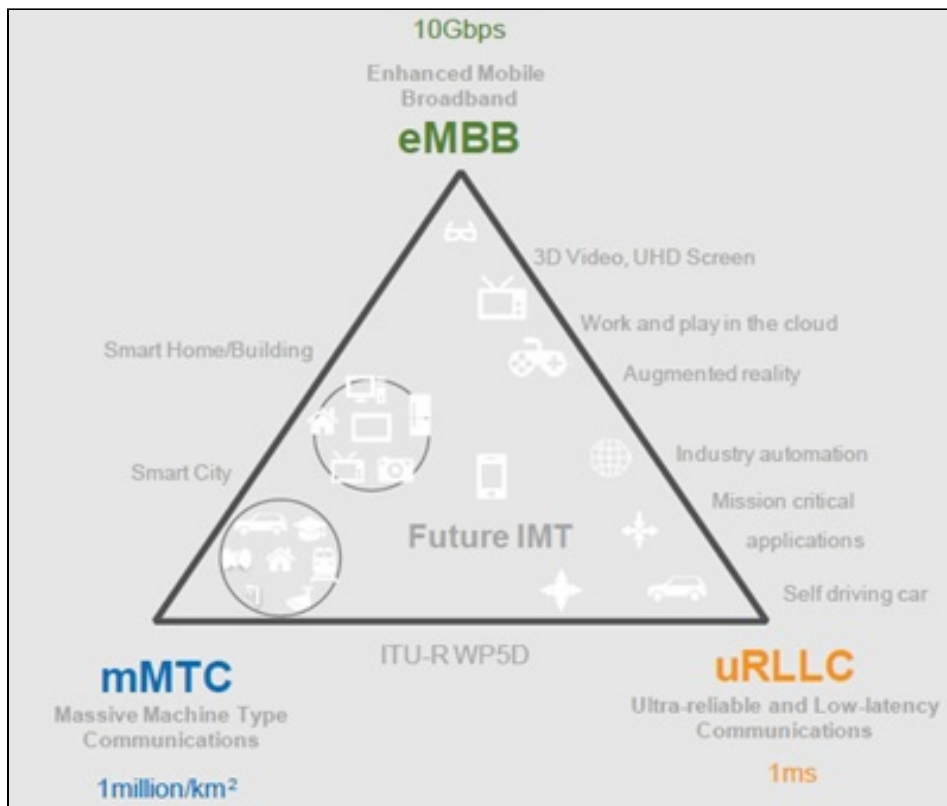 10Gbps
Enhanced Mobile
Broadband
eMBB
3D Video, UHD Screen
Work and play in the cloud
Smart Home/Building
Augmented reality
Industry automation
Smart City
Mission critical
applications
Future IMT
Self driving car
ITU-R WP5D
mMTC
Massive Machine Type
Communications
1million/km²
uRLLC
Ultra-reliable and Low-latency
Communications
1ms